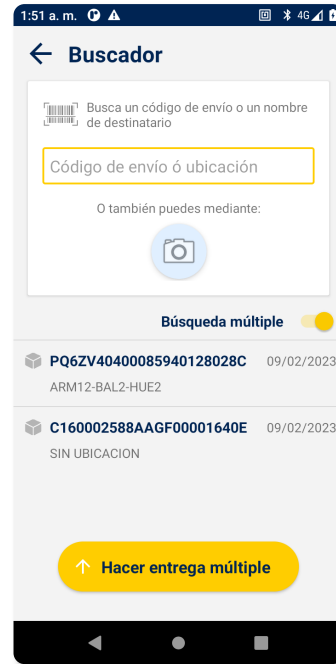 1:51 a. m.
4G
Buscador
Busca un código de envío o un nombre
de destinatario
Código de envío ó ubicación
O también puedes mediante:
Búsqueda múltiple
PQ6ZV40400085940128028C 09/02/2023
ARM12-BAL2-HUE2
C160002588AAGF00001640E 09/02/2023
SIN UBICACION
Hacer entrega múltiple